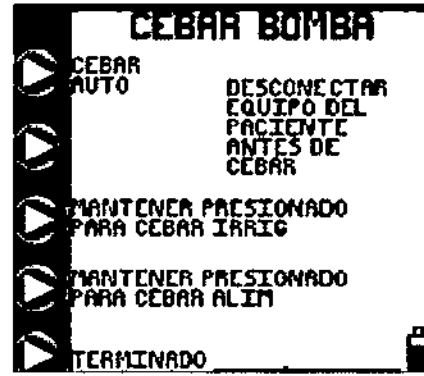 CEBAR BOMBA
CEBAR
AUTO
DESCONECTAR
EQUIPO DEL
PACIENTE
ANTES DE
CEBAR
MANTENER PRESIONADO
PARA CEBAR IRRIG
MANTENER PRESIONADO
PARA CEBAR ALIM
TERMINADO